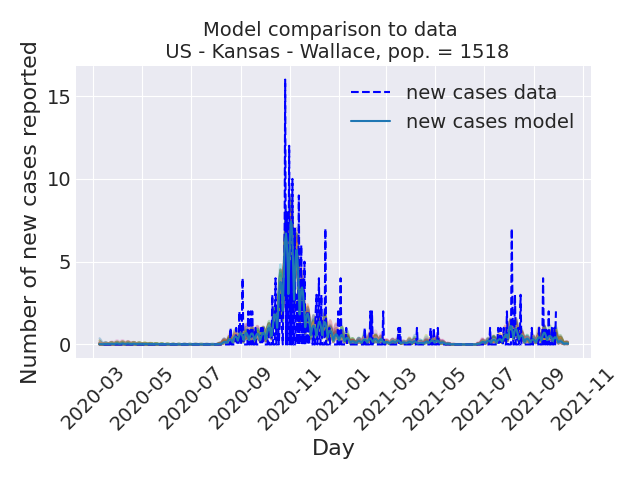 Model comparison to data
US - Kansas - Wallace, pop. = 1518
Number of new cases reported
15
10
5
0
new cases data
new cases model
2020-03
2020-05
2020-07
2020-09
2020-11
2021-01
2021-03
2021-05
2021-07
2021-09
2021-11
Day